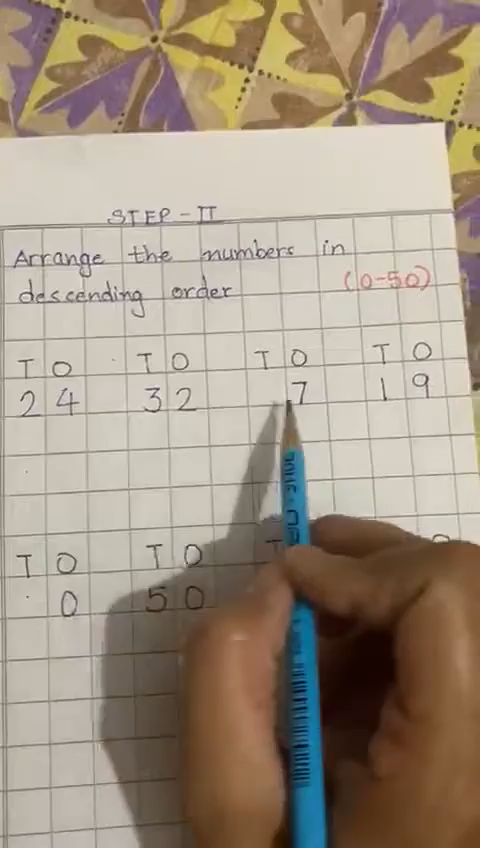 STEP - II
Arrange the numbers in
descending order (0-50)
T O T O T O T O
2 4 3 2 7 1 9
T O T O T O
0 5 0